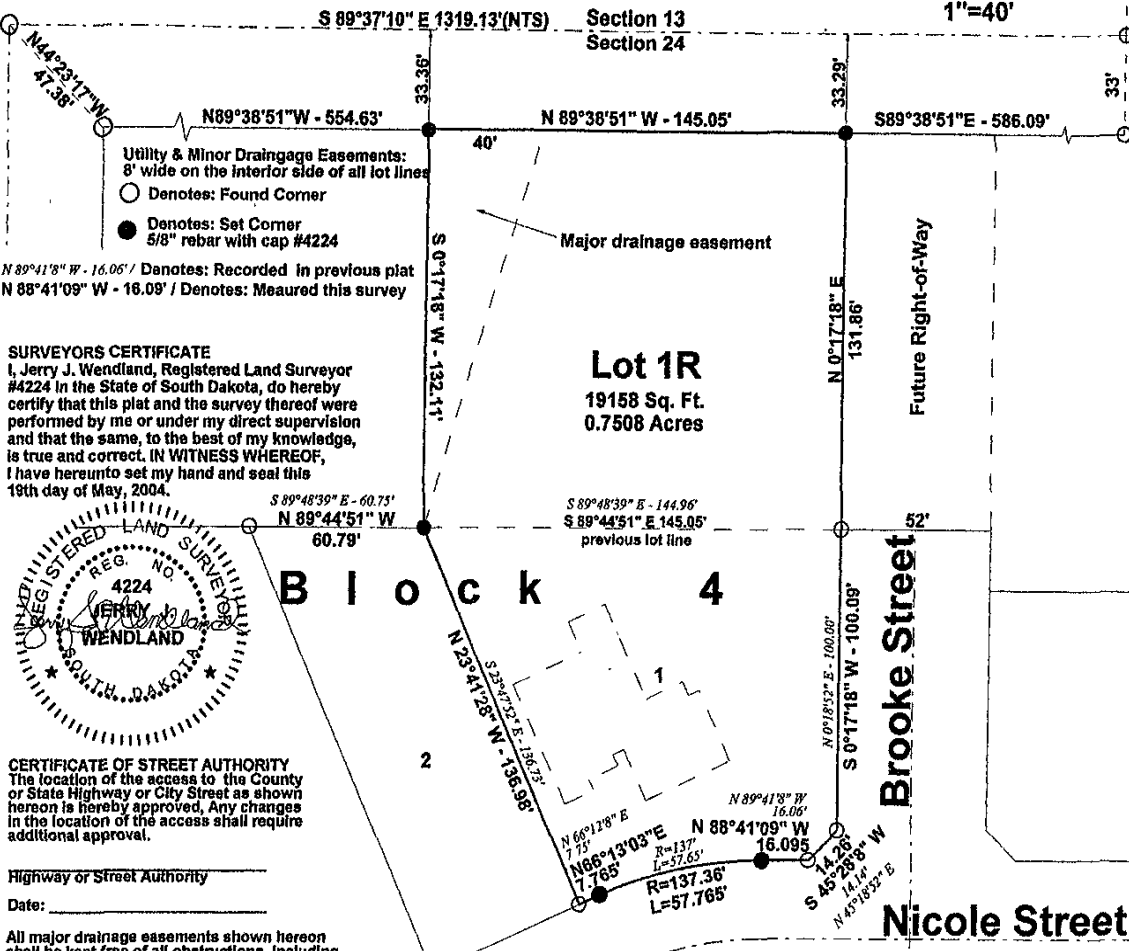 S 89°37'10" E 1319.13'(NTS)
Section 13
Section 24
1"=40'
N44°23'17"W
47.38'
33.36'
33.29'
33'
N89°38'51"W - 554.63'
N 89°38'51" W - 145.05'
S89°38'51"E - 586.09'
40'
Utility & Minor Draingage Easements:
8' wide on the interior side of all lot lines
Denotes: Found Corner
Denotes: Set Corner
5/8" rebar with cap #4224
N 89°41'8" W - 16.06' / Denotes: Recorded in previous plat
N 88°41'09" W - 16.09' / Denotes: Meaured this survey
Major drainage easement
S 0°17'18" W - 132.11'
N 0°17'18" E
131.86'
Future Right-of-Way
Lot 1R
19158 Sq. Ft.
0.7508 Acres
SURVEYORS CERTIFICATE
I, Jerry J. Wendland, Registered Land Surveyor
#4224 in the State of South Dakota, do hereby
certify that this plat and the survey thereof were
performed by me or under my direct supervision
and that the same, to the best of my knowledge,
is true and correct. IN WITNESS WHEREOF,
I have hereunto set my hand and seal this
19th day of May, 2004.
S 89°48'39" E - 60.75'
N 89°44'51" W
60.79'
S 89°48'39" E - 144.96'
S 89°44'51" E 145.05'
previous lot line
52'
REGISTERED LAND SURVEYOR
REG. NO.
4224
JERRY J.
WENDLAND
SOUTH DAKOTA
Block 4
1
2
N 23°41'28" W - 136.98'
S 23°47'52" E - 136.73'
N 0°18'52" E - 100.00'
S 0°17'18" W - 100.09'
Brooke Street
N 89°41'8" W
16.06'
N 88°41'09" W
16.095
N 66°12'8" E
7.75'
N66°13'03"E
7.765'
R=137'
L=57.65'
R=137.36'
L=57.765'
14.26'
S 45°28'8" W
14.14'
N 45°18'52" E
Nicole Street
CERTIFICATE OF STREET AUTHORITY
The location of the access to the County
or State Highway or City Street as shown
hereon is hereby approved, Any changes
in the location of the access shall require
additional approval.
Highway or Street Authority
Date:
All major drainage easements shown hereon
shall be kept free of all obstructions, including